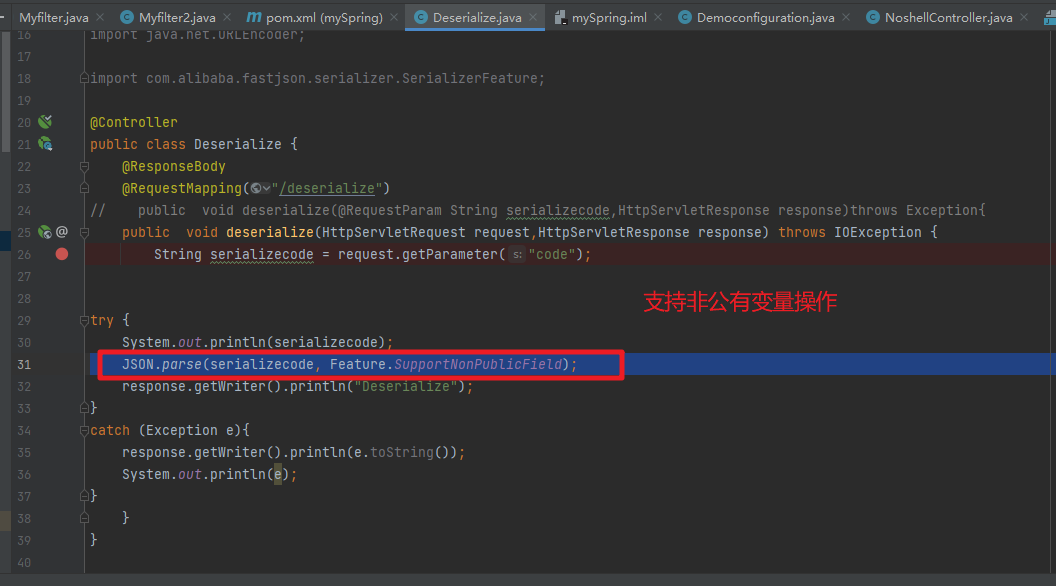 Myfilter.java × Myfilter2.java × pom.xml (mySpring) × Deserialize.java × mySpring.iml × Democonfiguration.java × NoshellController.java ×
16 import java.net.URLEncoder;
17
18 import com.alibaba.fastjson.serializer.SerializerFeature;
19
20 @Controller
21 public class Deserialize {
22 @ResponseBody
23 @RequestMapping("/deserialize")
24 // public void deserialize(@RequestParam String serializecode,HttpServletResponse response)throws Exception{
25 @ public void deserialize(HttpServletRequest request,HttpServletResponse response) throws IOException {
26 String serializecode = request.getParameter( s: "code");
27
28
支持非公有变量操作
29 try {
30 System.out.println(serializecode);
31 JSON.parse(serializecode, Feature.SupportNonPublicField);
32 response.getWriter().println("Deserialize");
33 }
34 catch (Exception e){
35 response.getWriter().println(e.toString());
36 System.out.println(e);
37 }
38 }
39 }
40